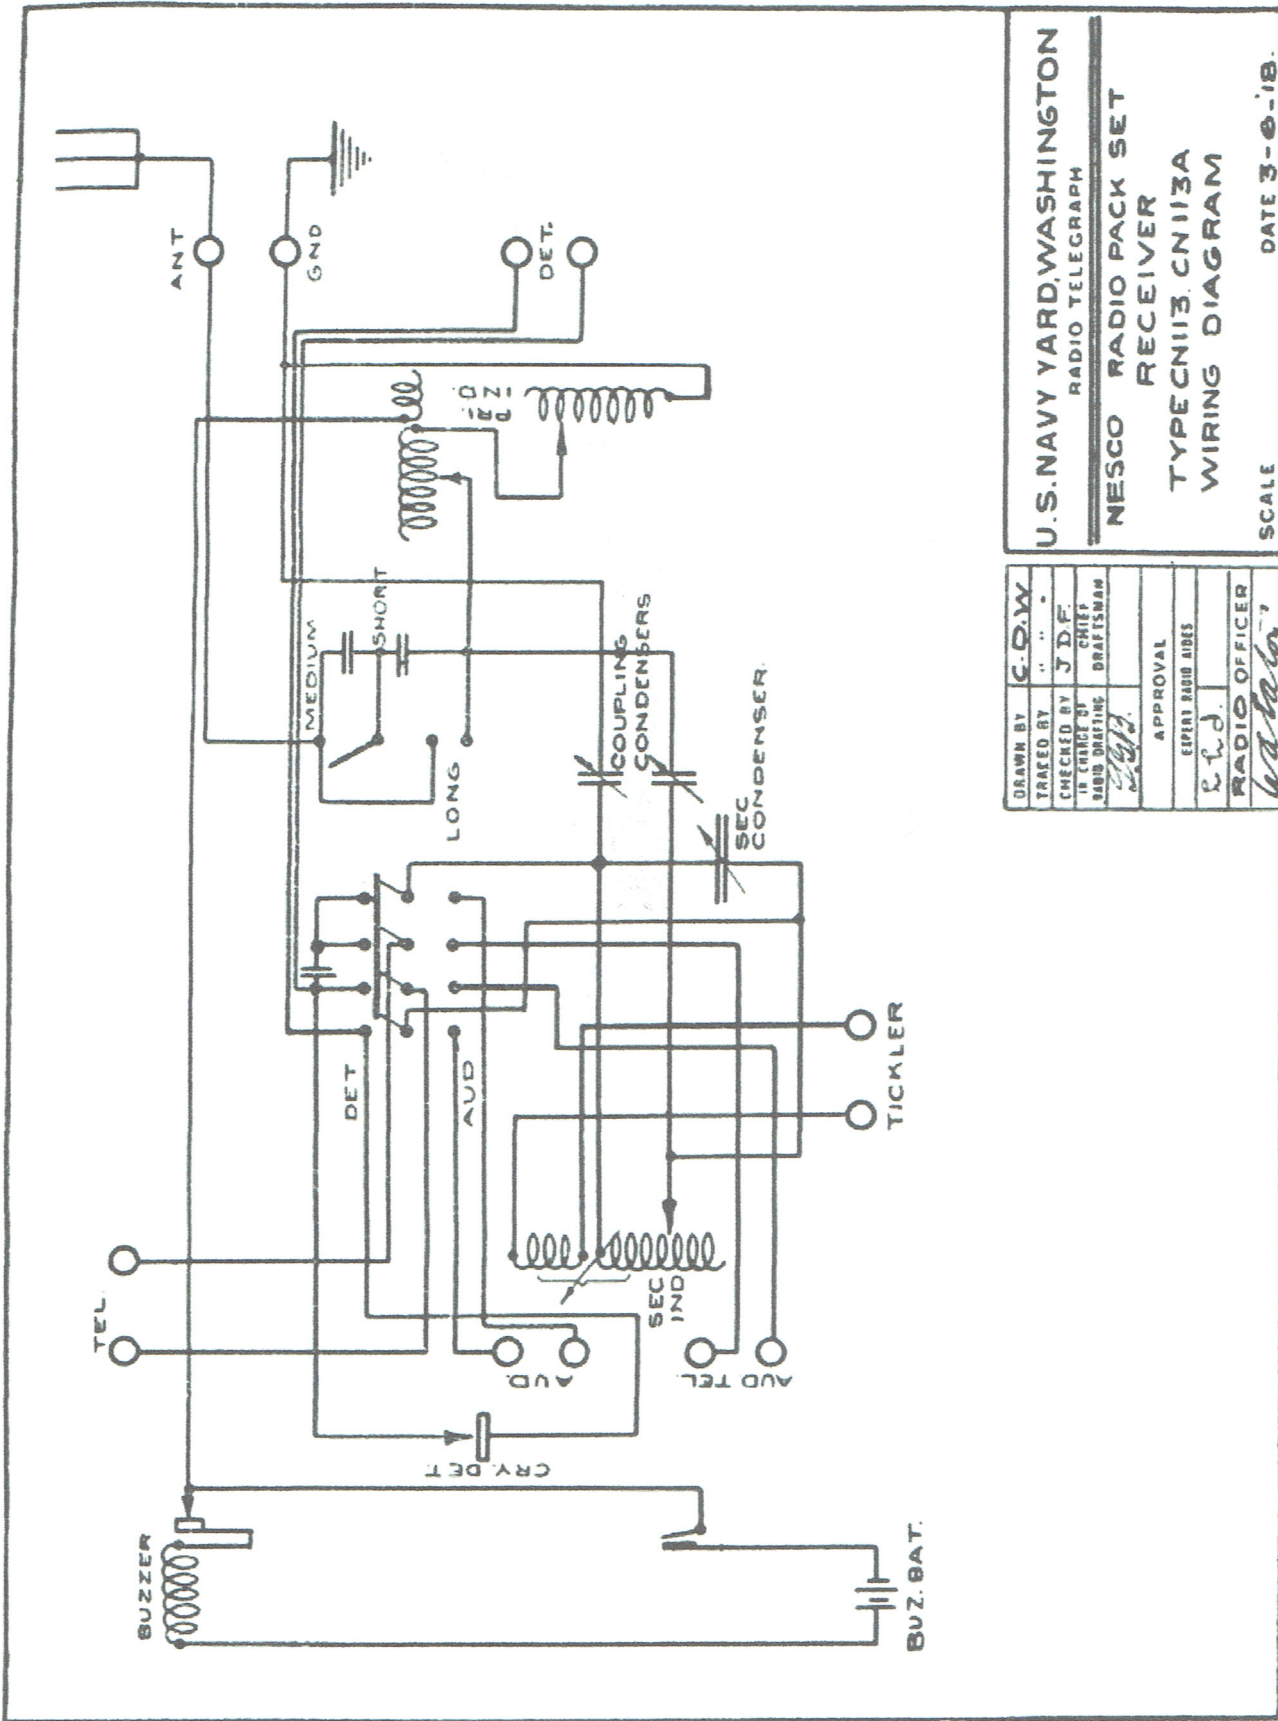 ANT
GND
DET.
PRI
IND
MEDIUM
SHORT
LONG
COUPLING
CONDENSERS
SEC
CONDENSER.
DET
AUD
TICKLER
TEL.
SEC
IND
AUD.
AUD TEL.
CRY. DET.
BUZZER
BUZ. BAT.
U.S. NAVY YARD, WASHINGTON
RADIO TELEGRAPH
NESCO RADIO PACK SET
RECEIVER
TYPE CN113. CN113A
WIRING DIAGRAM
SCALE DATE 3-6-'18.
DRAWN BY C.O.W
TRACED BY " " "
CHECKED BY J.D.F.
IN CHARGE OF RADIO DRAFTING
CHIEF DRAFTSMAN
APPROVAL
EXPERT RADIO AIDES
RADIO OFFICER